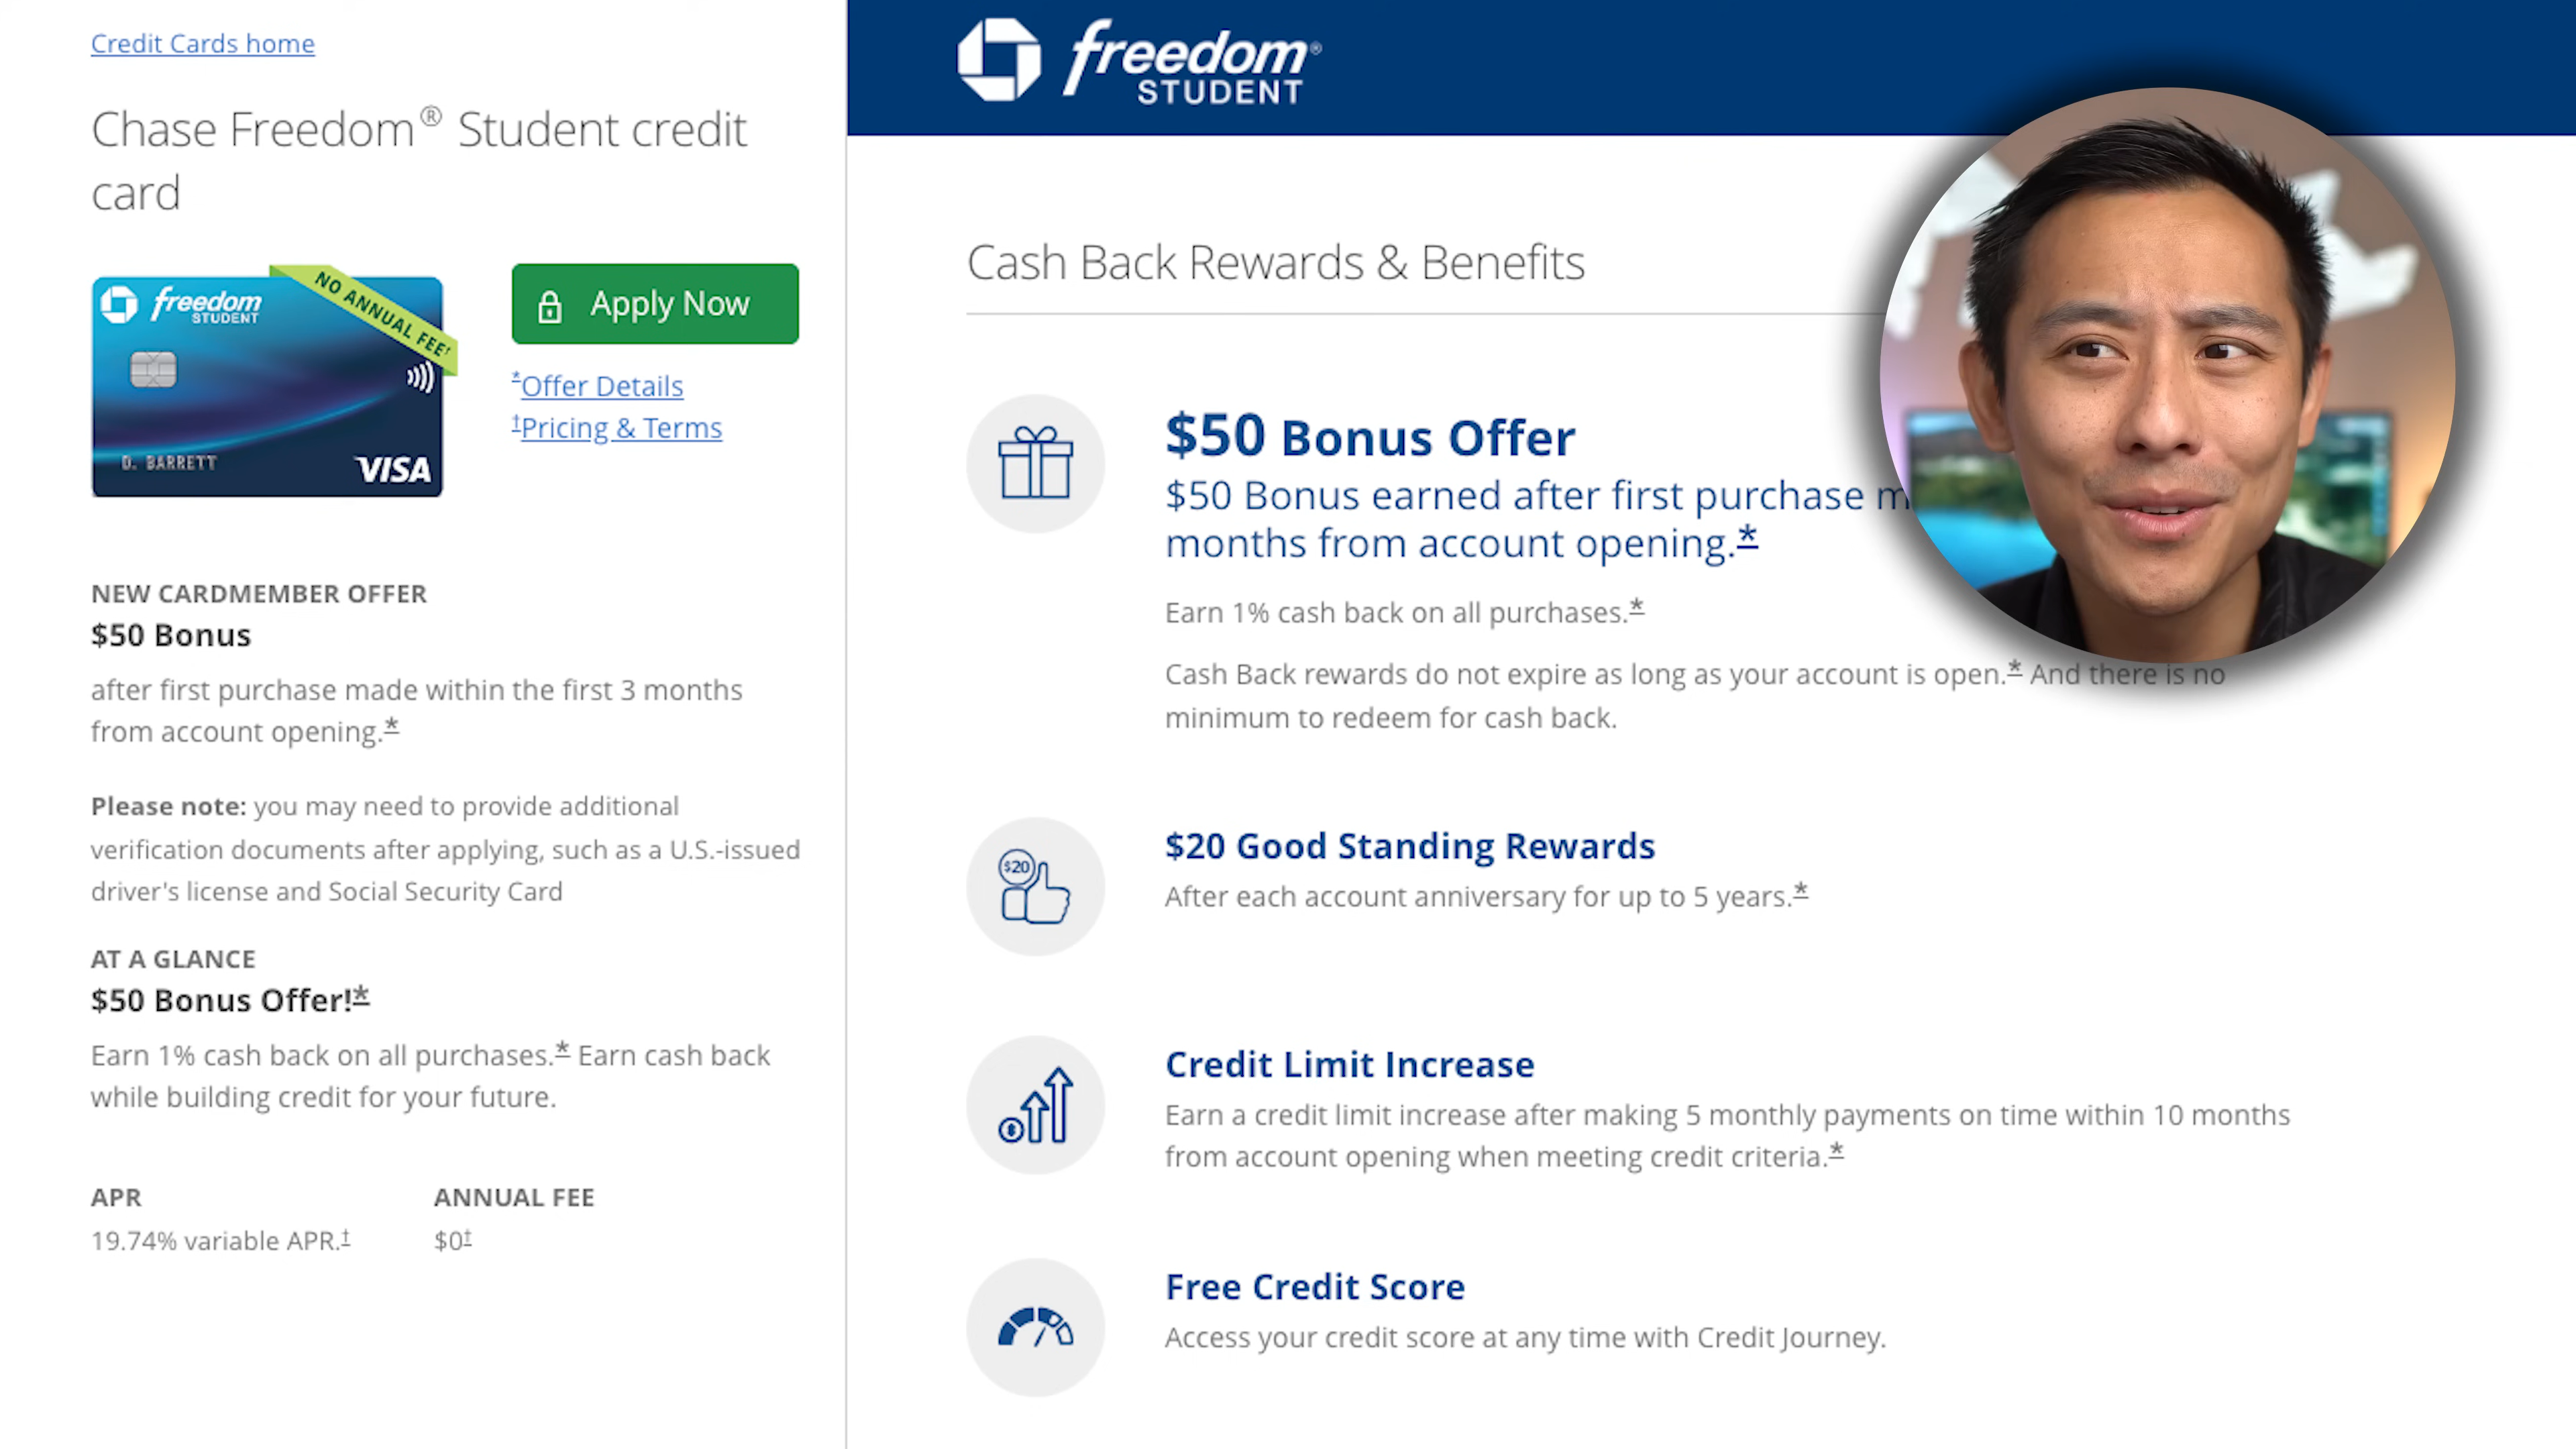 Credit Cards home
Chase Freedom® Student credit
card
freedom
STUDENT
NO ANNUAL FEE†
D. BARRETT
VISA
Apply Now
*Offer Details
†Pricing & Terms
NEW CARDMEMBER OFFER
$50 Bonus
after first purchase made within the first 3 months
from account opening.*
Please note: you may need to provide additional
verification documents after applying, such as a U.S.-issued
driver's license and Social Security Card
AT A GLANCE
$50 Bonus Offer!*
Earn 1% cash back on all purchases.* Earn cash back
while building credit for your future.
APR
19.74% variable APR.†
ANNUAL FEE
$0†
freedom®
STUDENT
Cash Back Rewards & Benefits
$50 Bonus Offer
$50 Bonus earned after first purchase
months from account opening.*
Earn 1% cash back on all purchases.*
Cash Back rewards do not expire as long as your account is open.* And there is no
minimum to redeem for cash back.
$20
$20 Good Standing Rewards
After each account anniversary for up to 5 years.*
Credit Limit Increase
Earn a credit limit increase after making 5 monthly payments on time within 10 months
from account opening when meeting credit criteria.*
Free Credit Score
Access your credit score at any time with Credit Journey.